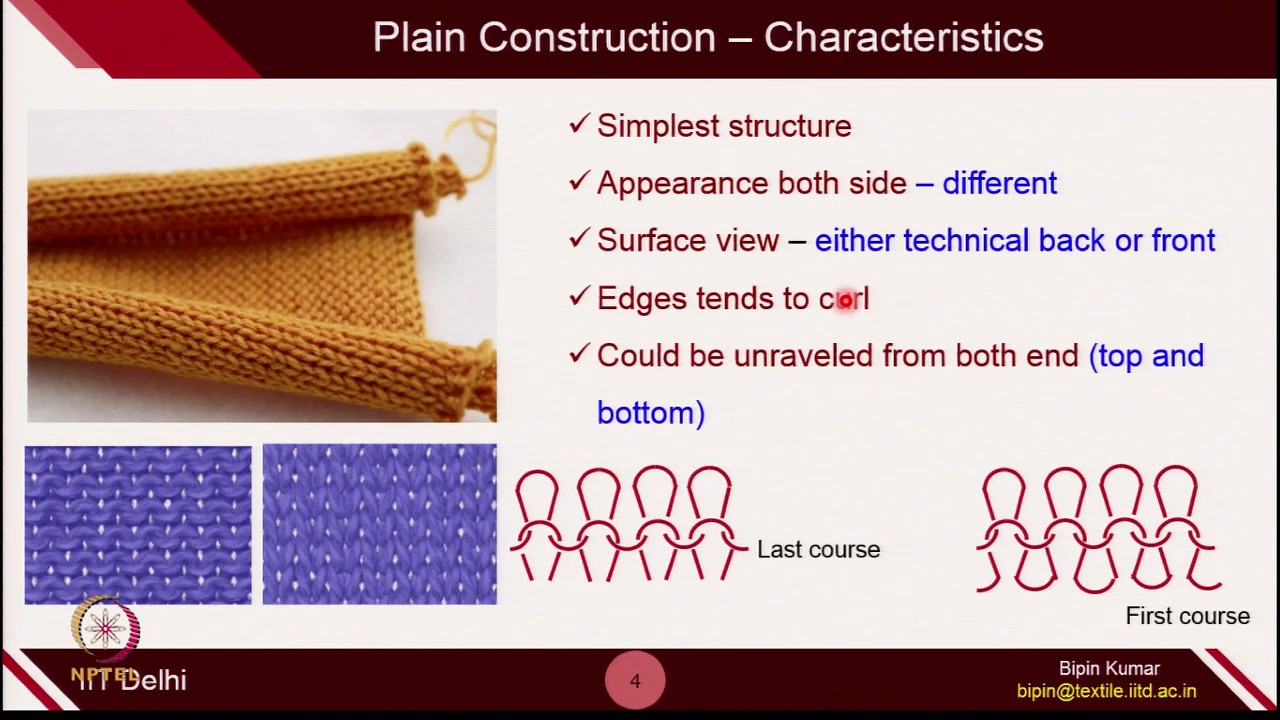 Plain Construction – Characteristics
✓ Simplest structure
✓ Appearance both side – different
✓ Surface view – either technical back or front
✓ Edges tends to curl
✓ Could be unraveled from both end (top and
bottom)
Last course
First course
NPTEL
IIT Delhi
4
Bipin Kumar
bipin@textile.iitd.ac.in